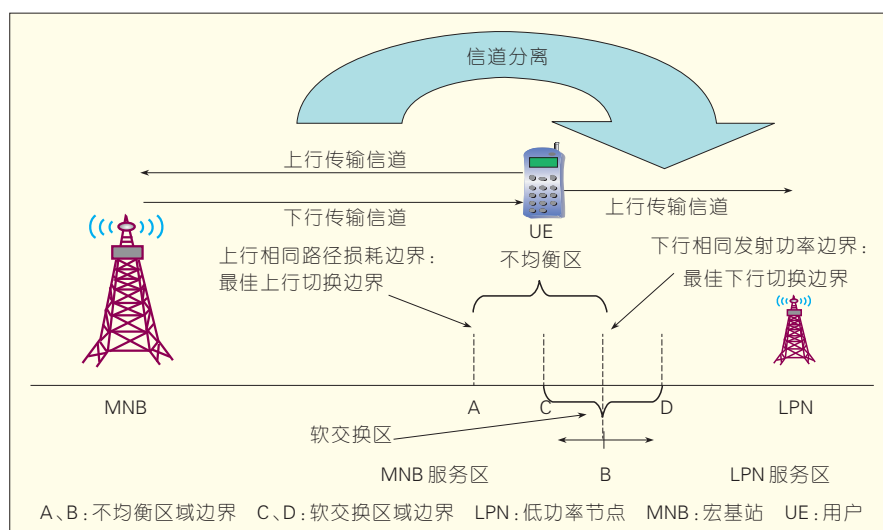 信道分离
上行传输信道
下行传输信道
上行传输信道
UE
不均衡区
上行相同路径损耗边界:
最佳上行切换边界
下行相同发射功率边界:
最佳下行切换边界
MNB
A
C
D
LPN
软交换区
B
MNB 服务区
LPN 服务区
A、B:不均衡区域边界 C、D:软交换区域边界 LPN:低功率节点 MNB:宏基站 UE:用户